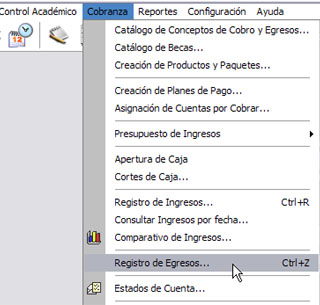 Control Académico Cobranza Reportes Configuración Ayuda
Catálogo de Conceptos de Cobro y Egresos...
Catálogo de Becas...
Creación de Productos y Paquetes...
Creación de Planes de Pago...
Asignación de Cuentas por Cobrar...
Presupuesto de Ingresos
Apertura de Caja
Cortes de Caja...
Registro de Ingresos... Ctrl+R
Consultar Ingresos por fecha...
Comparativo de Ingresos...
Registro de Egresos... Ctrl+Z
Estados de Cuenta...
12